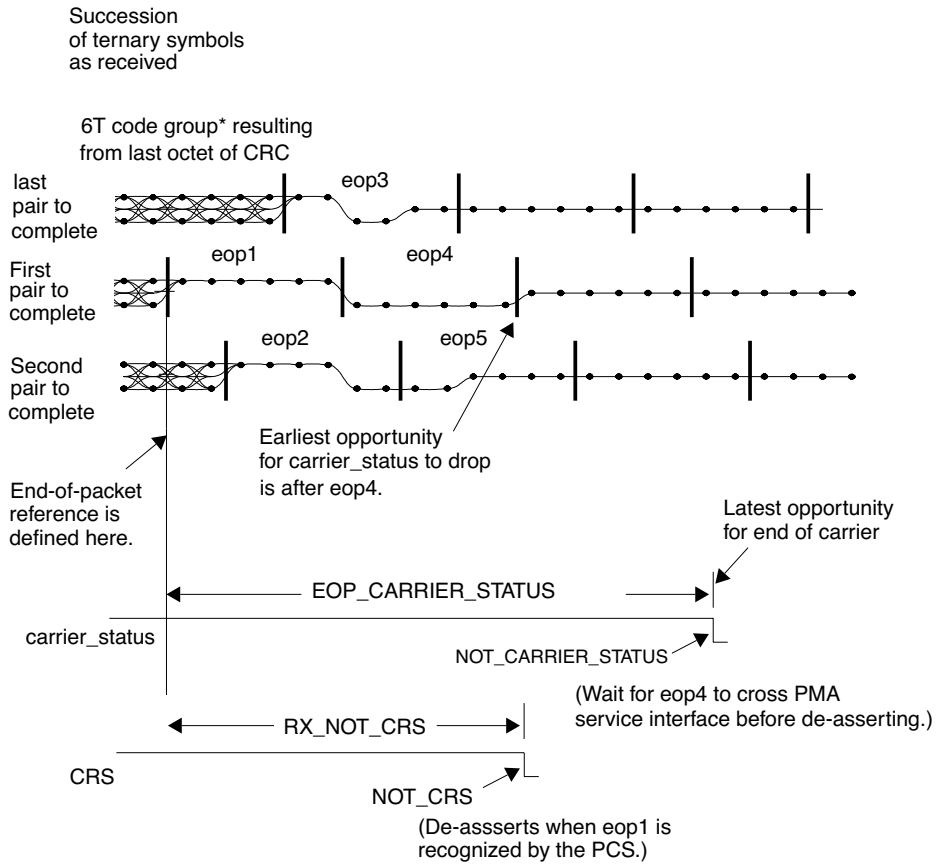 Succession
of ternary symbols
as received
6T code group* resulting
from last octet of CRC
last
pair to
complete
eop3
First
pair to
complete
eop1
eop4
Second
pair to
complete
eop2
eop5
Earliest opportunity
for carrier_status to drop
is after eop4.
End-of-packet
reference is
defined here.
Latest opportunity
for end of carrier
EOP_CARRIER_STATUS
carrier_status
NOT_CARRIER_STATUS
(Wait for eop4 to cross PMA
service interface before de-asserting.)
RX_NOT_CRS
CRS
NOT_CRS
(De-assserts when eop1 is
recognized by the PCS.)